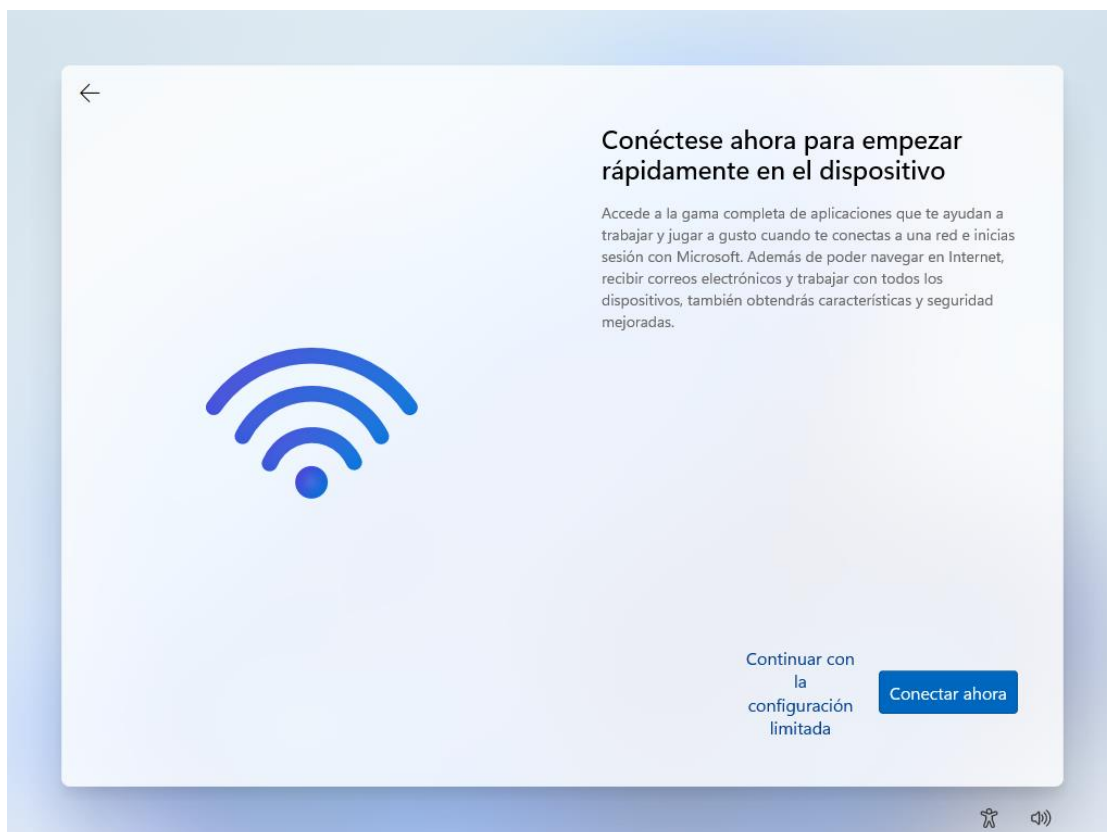 Conéctese ahora para empezar
rápidamente en el dispositivo
Accede a la gama completa de aplicaciones que te ayudan a
trabajar y jugar a gusto cuando te conectas a una red e inicias
sesión con Microsoft. Además de poder navegar en Internet,
recibir correos electrónicos y trabajar con todos los
dispositivos, también obtendrás características y seguridad
mejoradas.
Continuar con
la
configuración
limitada
Conectar ahora